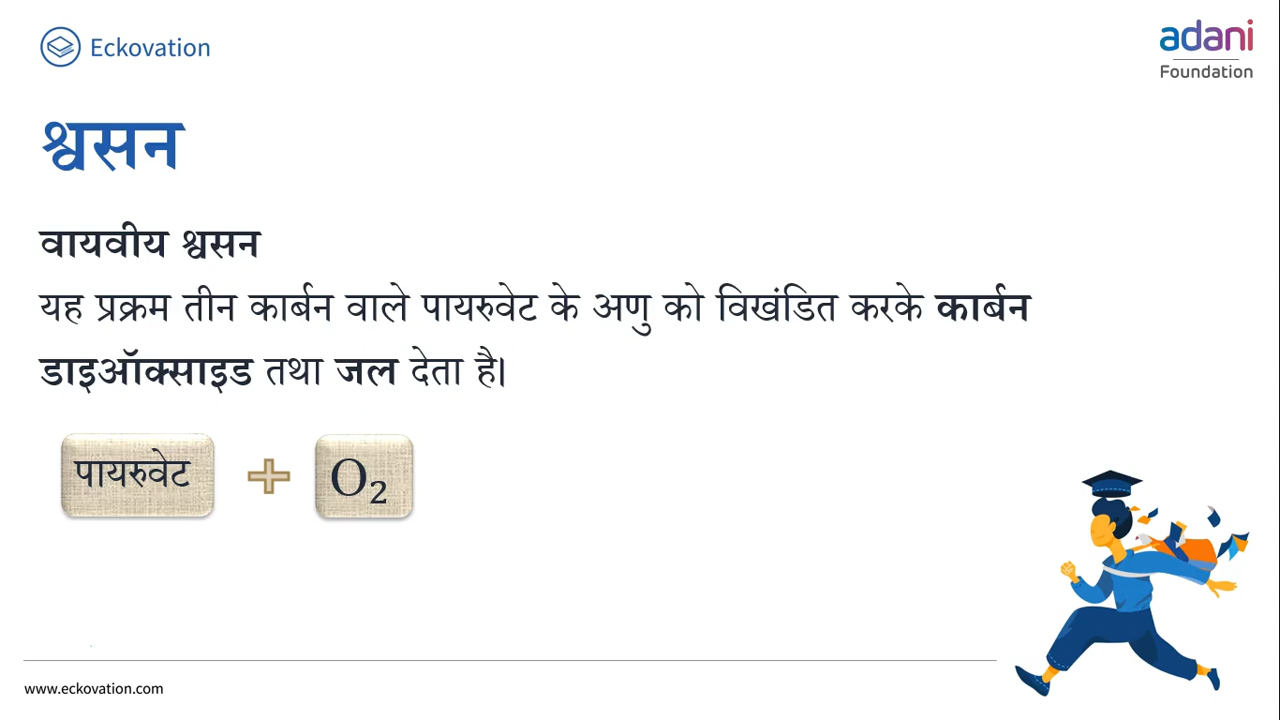 Eckovation
adani
Foundation
श्वसन
वायवीय श्वसन
यह प्रक्रम तीन कार्बन वाले पायरुवेट के अणु को विखंडित करके कार्बन
डाइऑक्साइड तथा जल देता है।
पायरुवेट + O₂
www.eckovation.com